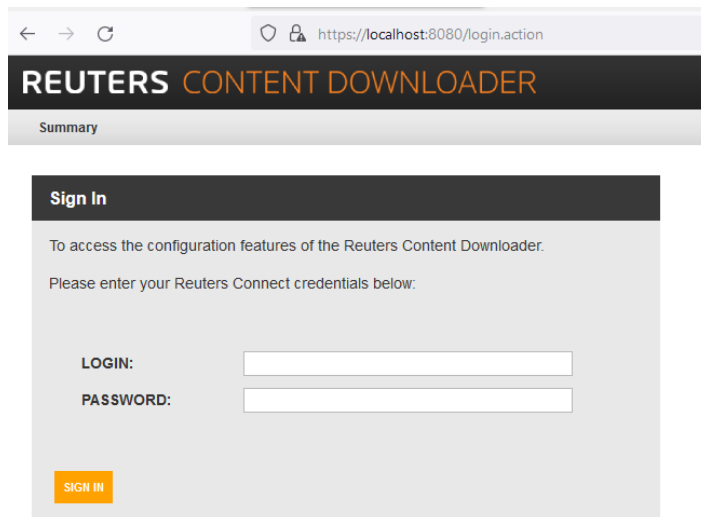 https://localhost:8080/login.action
REUTERS CONTENT DOWNLOADER
Summary
Sign In
To access the configuration features of the Reuters Content Downloader.
Please enter your Reuters Connect credentials below:
LOGIN:
PASSWORD:
SIGN IN